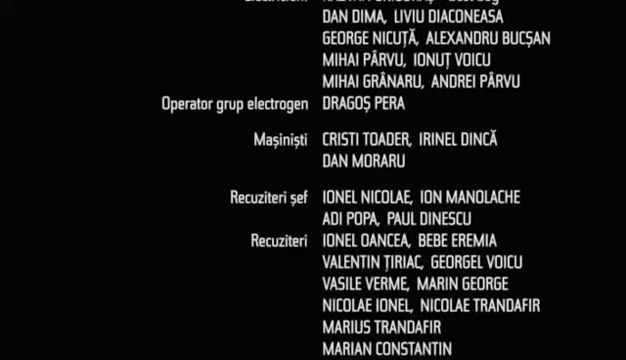 DAN DIMA, LIVIU DIACONEASA
GEORGE NICUȚĂ, ALEXANDRU BUCȘAN
MIHAI PÂRVU, IONUȚ VOICU
MIHAI GRÂNARU, ANDREI PÂRVU
Operator grup electrogen DRAGOȘ PERA
Mașiniști CRISTI TOADER, IRINEL DINCĂ
DAN MORARU
Recuziteri șef IONEL NICOLAE, ION MANOLACHE
ADI POPA, PAUL DINESCU
Recuziteri IONEL OANCEA, BEBE EREMIA
VALENTIN ȚIRIAC, GEORGEL VOICU
VASILE VERME, MARIN GEORGE
NICOLAE IONEL, NICOLAE TRANDAFIR
MARIUS TRANDAFIR
MARIAN CONSTANTIN